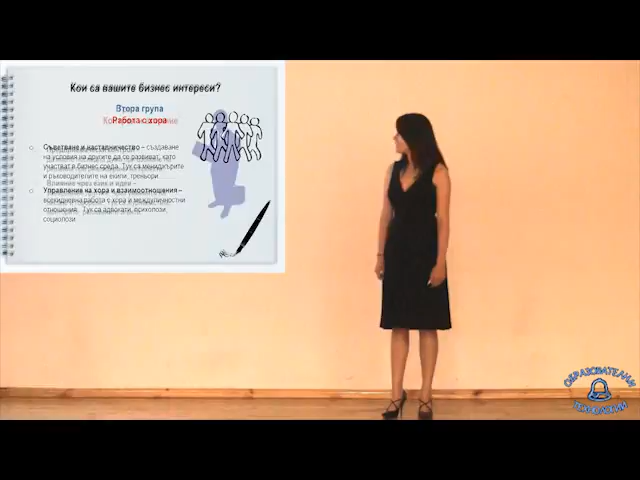 Кои са вашите бизнес интереси?
Втора група
Работа с хора
Съветване и наставничество – създаване
на условия на другите да се развиват, като
участват в бизнес среда. Тук са мениджърите
и ръководителите на екипи, треньори
Управление на хора и взаимоотношения –
всекидневна работа с хора и междуличностни
отношения. Тук са адвокати, психолози,
социолози
ОБРАЗОВАТЕЛНИ
ТЕХНОЛОГИИ